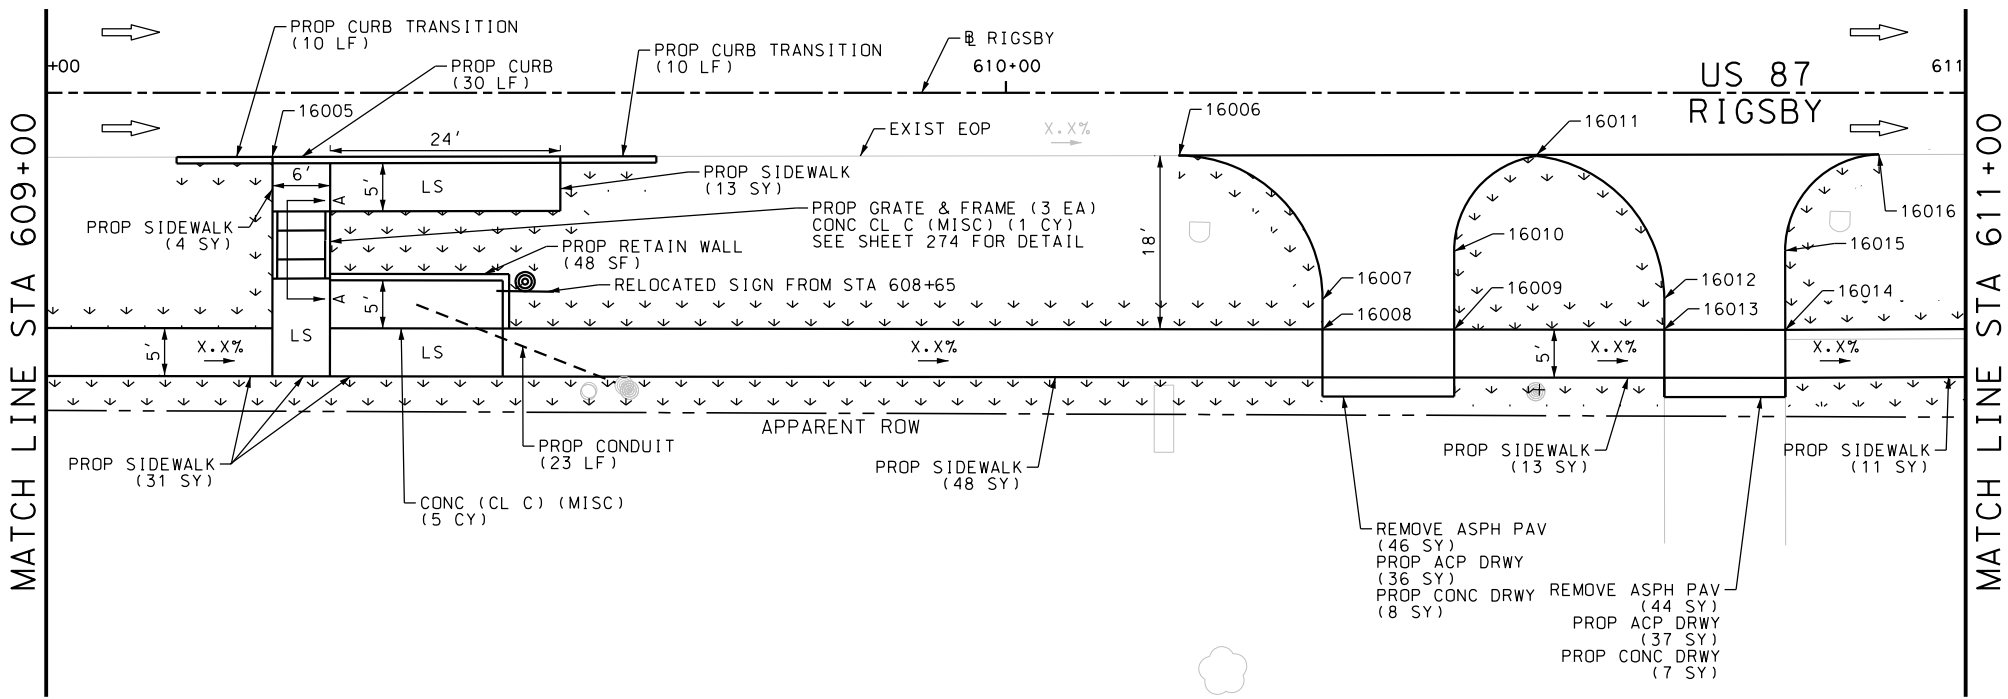 PROP CURB TRANSITION
(10 LF)
PROP CURB
(30 LF)
PROP CURB TRANSITION
(10 LF)
RIGSBY
610+00
+00
611
US 87
RIGSBY
16005
24'
EXIST EOP
X.X%
16006
16011
6'
5'
LS
A
PROP SIDEWALK
(13 SY)
PROP SIDEWALK
(4 SY)
PROP GRATE & FRAME (3 EA)
CONC CL C (MISC) (1 CY)
SEE SHEET 274 FOR DETAIL
PROP RETAIN WALL
(48 SF)
RELOCATED SIGN FROM STA 608+65
18'
16010
16016
16015
16007
16009
16012
16014
16008
16013
A
5'
LS
LS
5'
X.X%
X.X%
5'
X.X%
X.X%
APPARENT ROW
PROP SIDEWALK
(31 SY)
PROP CONDUIT
(23 LF)
CONC (CL C) (MISC)
(5 CY)
PROP SIDEWALK
(48 SY)
PROP SIDEWALK
(13 SY)
PROP SIDEWALK
(11 SY)
REMOVE ASPH PAV
(46 SY)
PROP ACP DRWY
(36 SY)
PROP CONC DRWY
(8 SY)
REMOVE ASPH PAV
(44 SY)
PROP ACP DRWY
(37 SY)
PROP CONC DRWY
(7 SY)
MATCH LINE STA 609+00
MATCH LINE STA 611+00